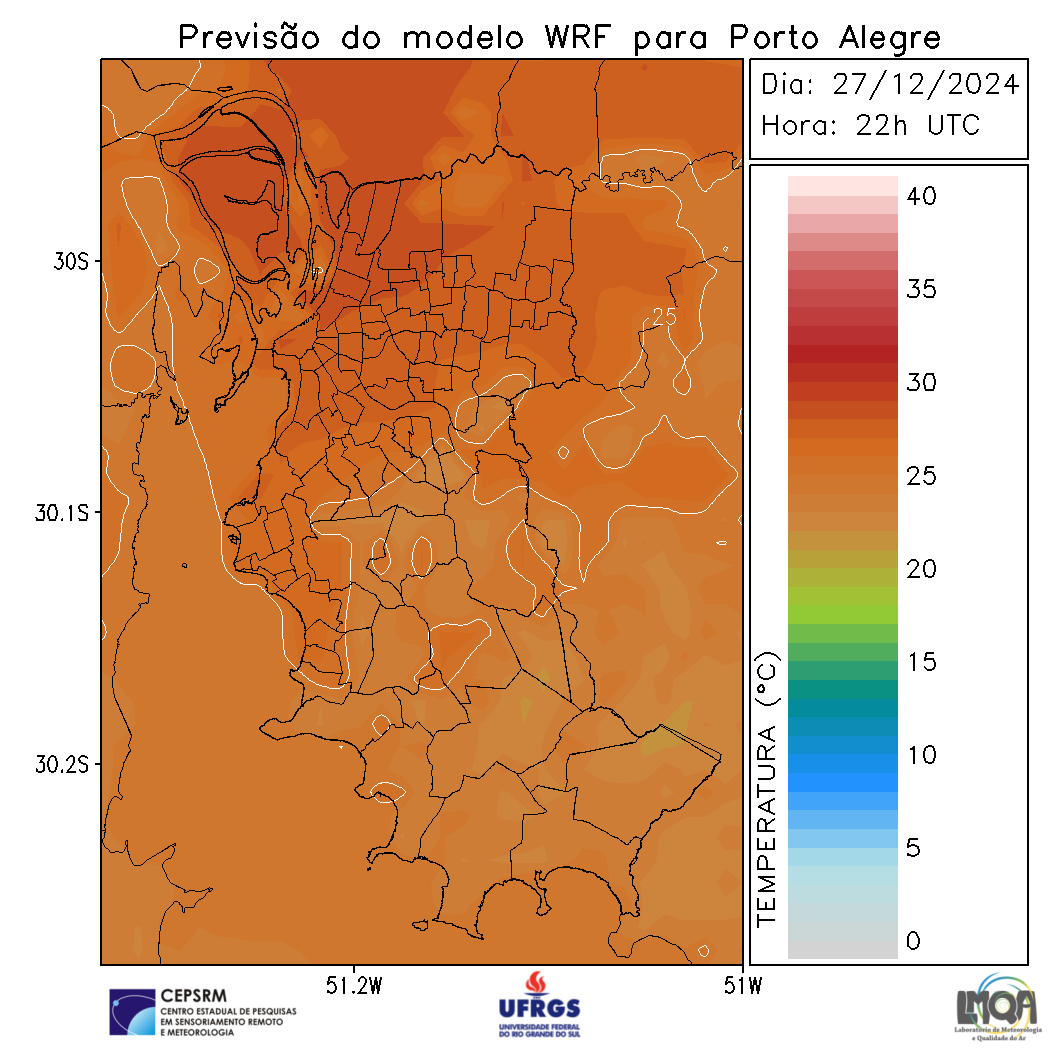 Previsão do modelo WRF para Porto Alegre
Dia: 27/12/2024
Hora: 22h UTC
40
35
30
25
20
15
10
5
0
TEMPERATURA (°C)
30S
30.1S
30.2S
51.2W
51W
25
CEPSRM
CENTRO ESTADUAL DE PESQUISAS
EM SENSORIAMENTO REMOTO
E METEOROLOGIA
UFRGS
UNIVERSIDADE FEDERAL
DO RIO GRANDE DO SUL
LMQA
Laboratório de Meteorologia
e Qualidade do Ar